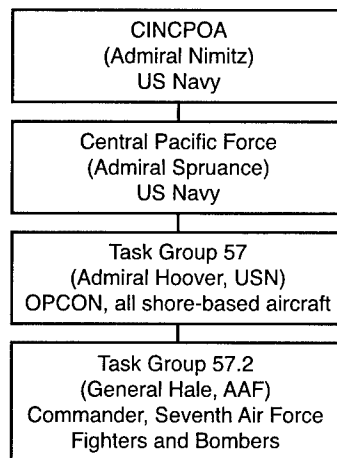 CINCPOA
(Admiral Nimitz)
US Navy
Central Pacific Force
(Admiral Spruance)
US Navy
Task Group 57
(Admiral Hoover, USN)
OPCON, all shore-based aircraft
Task Group 57.2
(General Hale, AAF)
Commander, Seventh Air Force
Fighters and Bombers